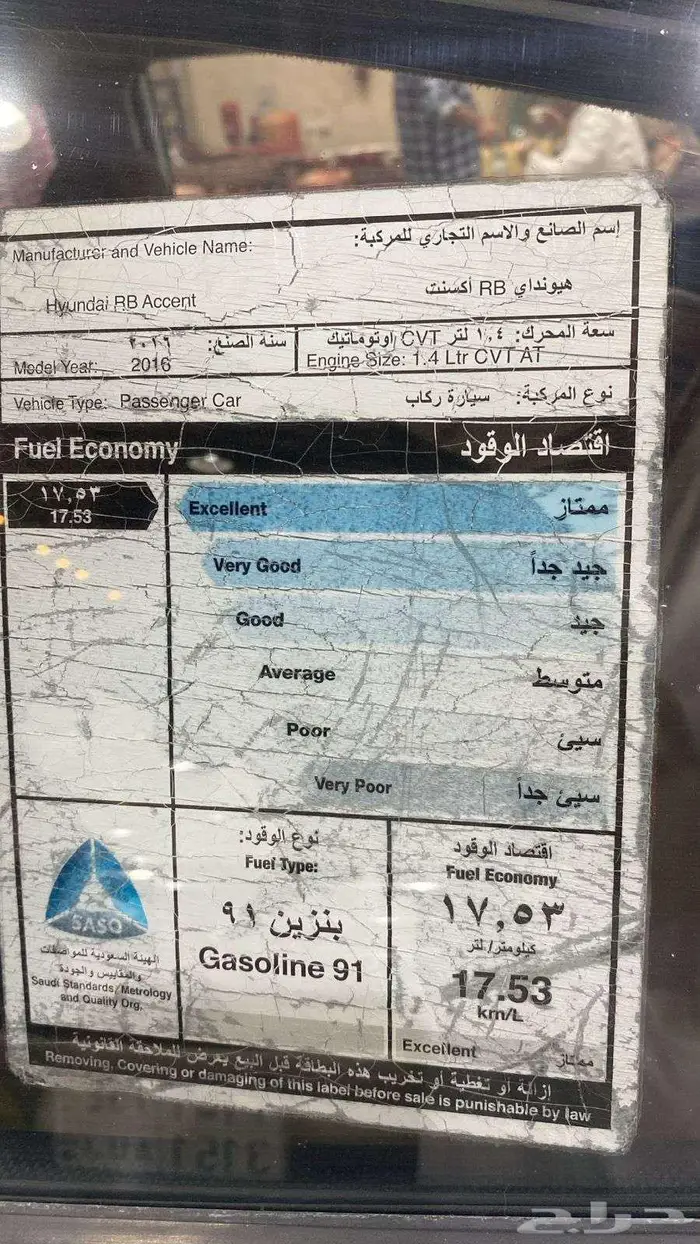 إسم الصانع والاسم التجاري للمركبة:
Manufacturer and Vehicle Name:
هيونداي RB أكسنت
Hyundai RB Accent
سعة المحرك: ١,٤ لتر CVT اوتوماتيك
Engine Size: 1.4 Ltr CVT AT
سنة الصنع: ٢٠١٦
Model Year: 2016
نوع المركبة: سيارة ركاب
Vehicle Type: Passenger Car
Fuel Economy اقتصاد الوقود
١٧,٥٣
17.53
Excellent ممتاز
Very Good جيد جداً
Good جيد
Average متوسط
Poor سيئ
Very Poor سيئ جداً
SASO
الهيئة السعودية للمواصفات
والمقاييس والجودة
Saudi Standards, Metrology
and Quality Org.
نوع الوقود:
Fuel Type:
بنزين ٩١
Gasoline 91
اقتصاد الوقود
Fuel Economy
١٧,٥٣
كيلومتر/لتر
17.53
km/L
Excellent ممتاز
ازالة أو تغطية أو تخريب هذه البطاقة قبل البيع يعرض للملاحقة القانونية
Removing, Covering or damaging of this label before sale is punishable by law
حراج